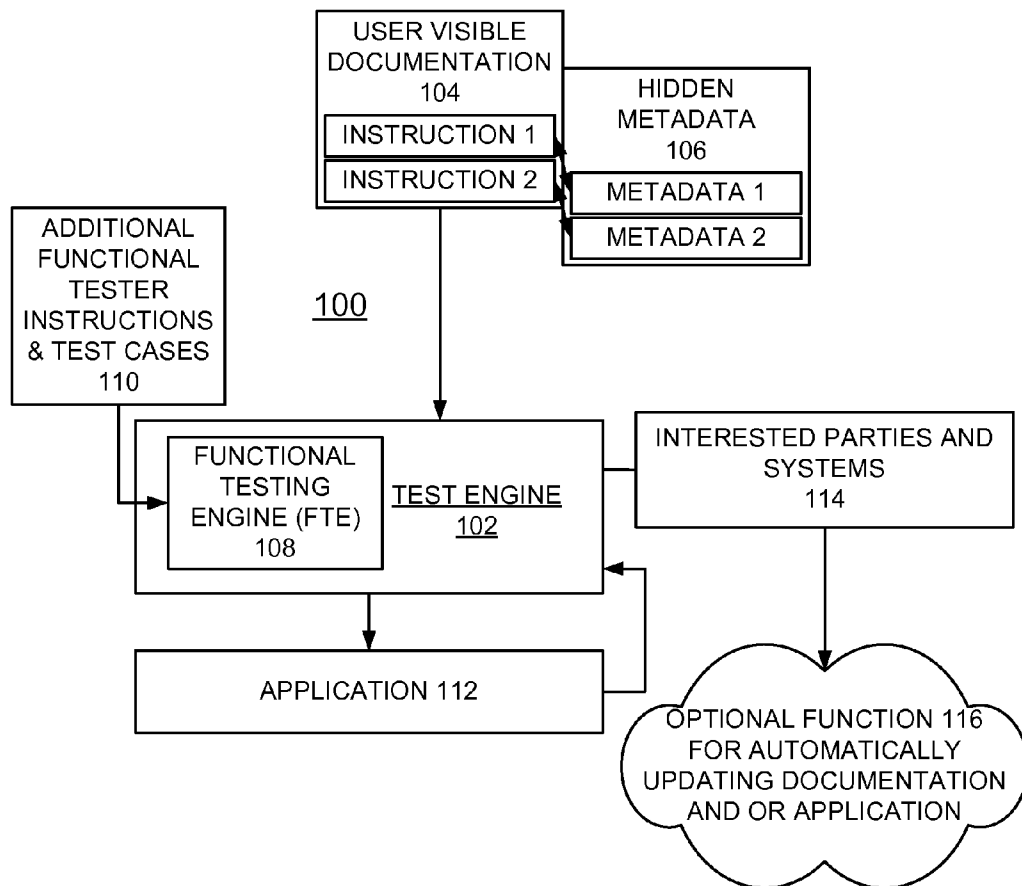 USER VISIBLE
DOCUMENTATION
104
INSTRUCTION 1
INSTRUCTION 2
HIDDEN
METADATA
106
METADATA 1
METADATA 2
ADDITIONAL
FUNCTIONAL
TESTER
INSTRUCTIONS
& TEST CASES
110
100
FUNCTIONAL
TESTING
ENGINE (FTE)
108
TEST ENGINE
102
INTERESTED PARTIES AND
SYSTEMS
114
APPLICATION 112
OPTIONAL FUNCTION 116
FOR AUTOMATICALLY
UPDATING DOCUMENTATION
AND OR APPLICATION